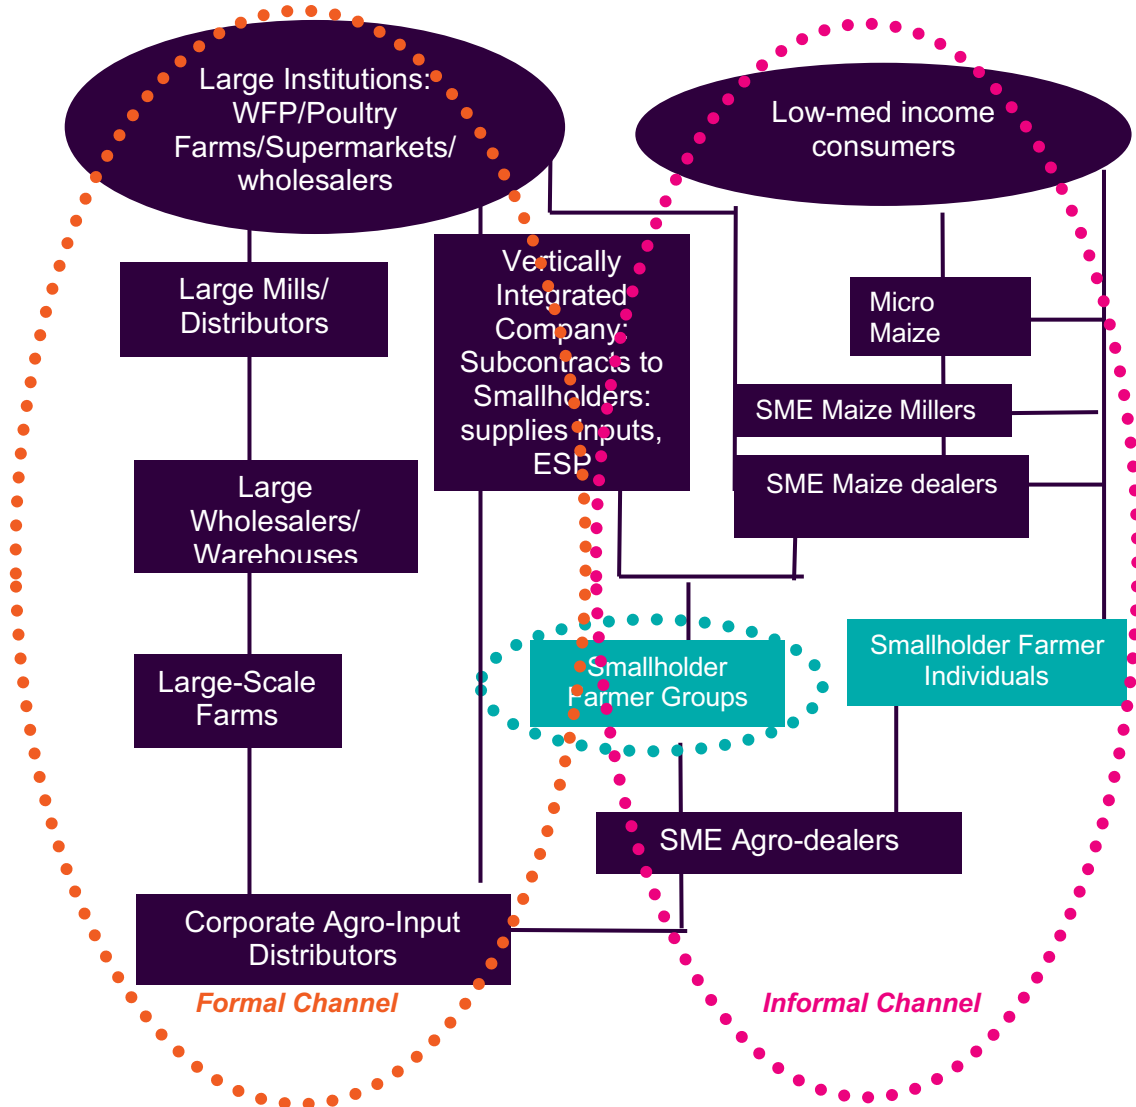 Large Institutions:
WFP/Poultry
Farms/Supermarkets/
wholesalers
Low-med income
consumers
Large Mills/
Distributors
Vertically
Integrated
Company:
Subcontracts to
Smallholders:
supplies inputs,
ESP
Micro
Maize
SME Maize Millers
SME Maize dealers
Large
Wholesalers/
Warehouses
Large-Scale
Farms
Smallholder
Farmer Groups
Smallholder Farmer
Individuals
SME Agro-dealers
Corporate Agro-Input
Distributors
Formal Channel
Informal Channel